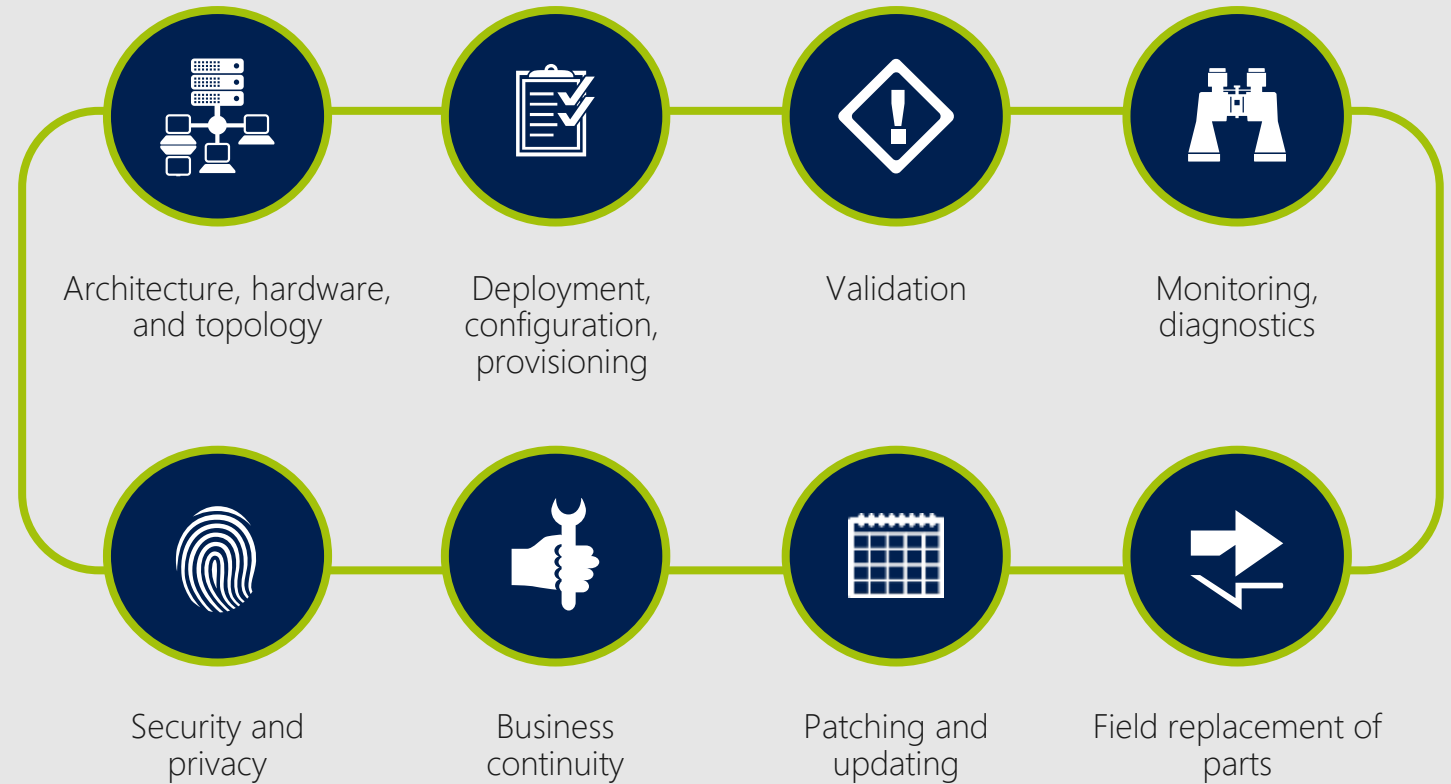 Architecture, hardware,
and topology
Deployment,
configuration,
provisioning
Validation
Monitoring,
diagnostics
Security and
privacy
Business
continuity
Patching and
updating
Field replacement of
parts